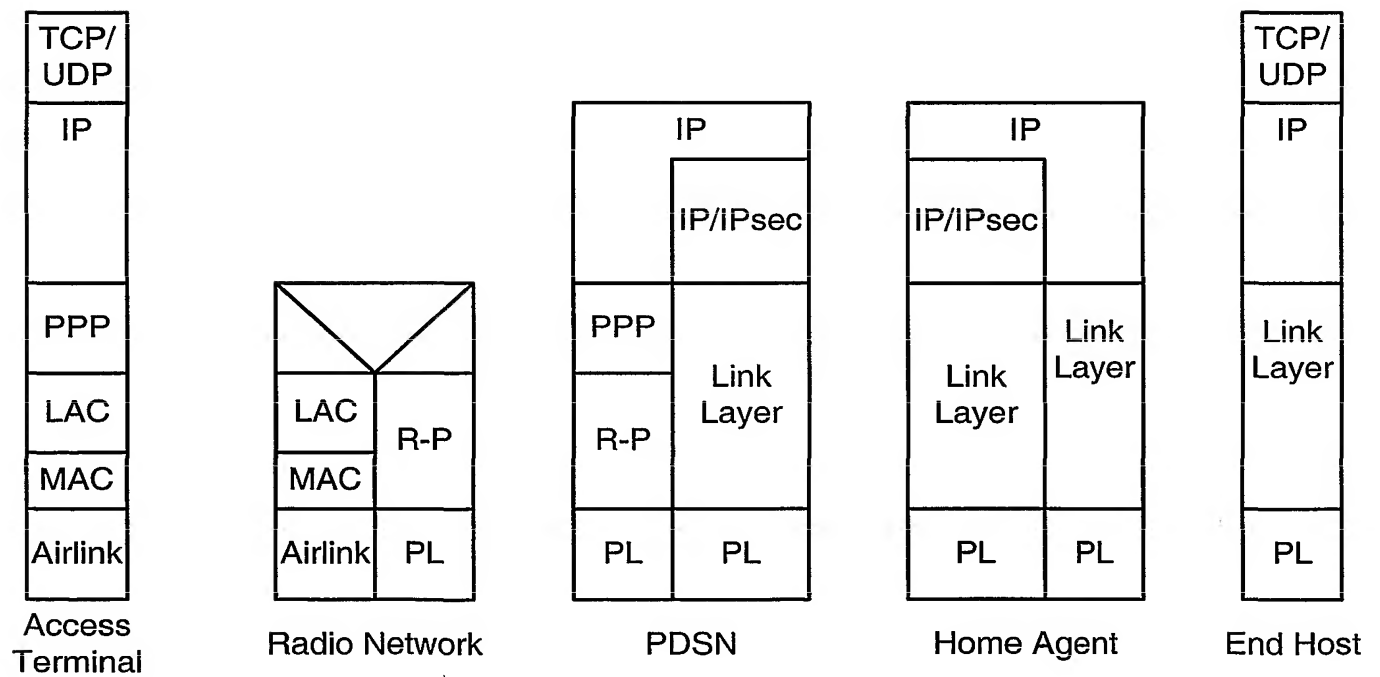 TCP/
UDP
IP
PPP
LAC
MAC
Airlink
Access
Terminal
LAC
MAC
Airlink
R-P
PL
Radio Network
IP
IP/IPsec
PPP
R-P
Link
Layer
PL
PL
PDSN
IP
IP/IPsec
Link
Layer
Link
Layer
PL
PL
Home Agent
TCP/
UDP
IP
Link
Layer
PL
End Host